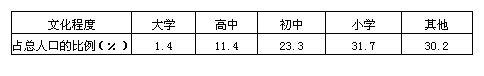 文化程度 大学 高中 初中 小学 其他
占总人口的比例(%) 1.4 11.4 23.3 31.7 30.2